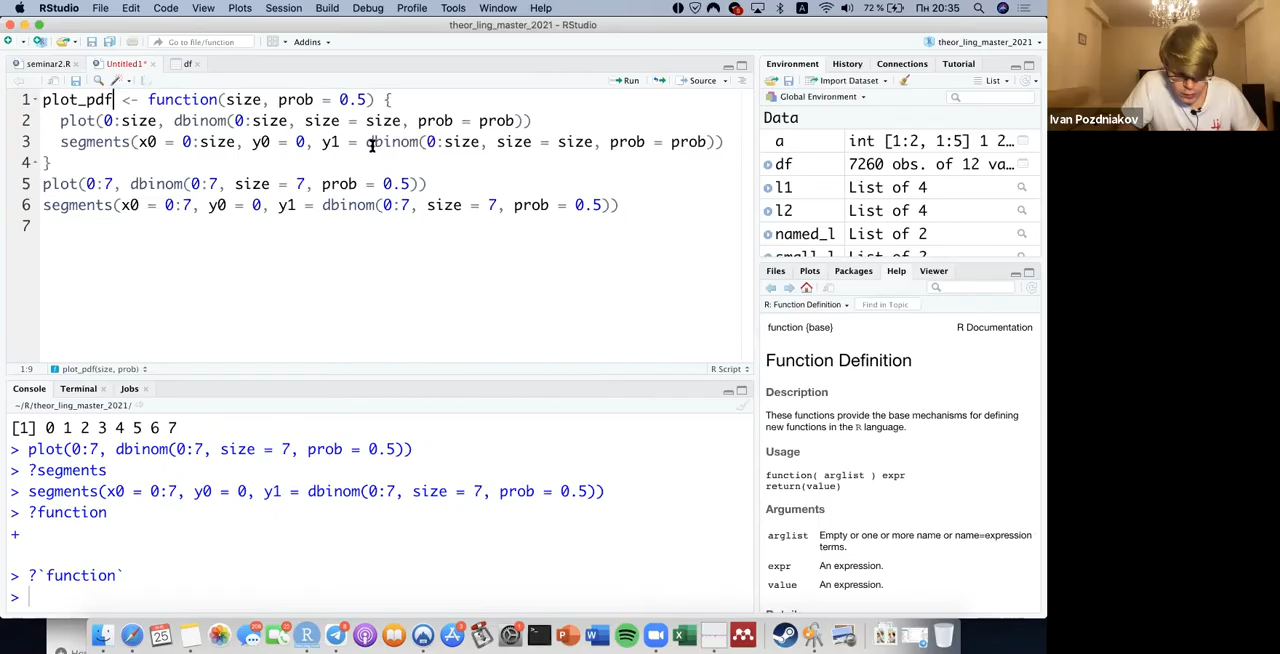 RStudio File Edit Code View Plots Session Build Debug Profile Tools Window Help
72 % Пн 20:35
theor_ling_master_2021 - RStudio
Go to file/function Addins theor_ling_master_2021
seminar2.R Untitled1* df
Run Source
1 plot_pdf <- function(size, prob = 0.5) {
2 plot(0:size, dbinom(0:size, size = size, prob = prob))
3 segments(x0 = 0:size, y0 = 0, y1 = dbinom(0:size, size = size, prob = prob))
4 }
5 plot(0:7, dbinom(0:7, size = 7, prob = 0.5))
6 segments(x0 = 0:7, y0 = 0, y1 = dbinom(0:7, size = 7, prob = 0.5))
7
1:9 plot_pdf(size, prob) R Script
Console Terminal Jobs
~/R/theor_ling_master_2021/
[1] 0 1 2 3 4 5 6 7
> plot(0:7, dbinom(0:7, size = 7, prob = 0.5))
> ?segments
> segments(x0 = 0:7, y0 = 0, y1 = dbinom(0:7, size = 7, prob = 0.5))
> ?function
+
> ?`function`
>
Environment History Connections Tutorial
Import Dataset List
Global Environment
Data
a int [1:2, 1:5] 1 2…
df 7260 obs. of 12 va…
l1 List of 4
l2 List of 4
named_l List of 2
small_l List of 2
Files Plots Packages Help Viewer
R: Function Definition Find in Topic
function {base} R Documentation
Function Definition
Description
These functions provide the base mechanisms for defining
new functions in the R language.
Usage
function( arglist ) expr
return(value)
Arguments
arglist Empty or one or more name or name=expression
terms.
expr An expression.
value An expression.
Details
Ivan Pozdniakov